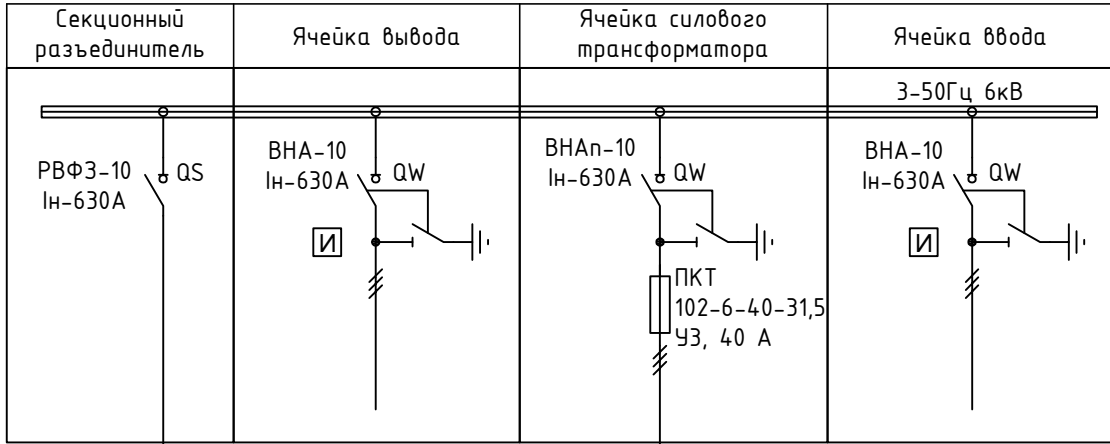 Секционный
разъединитель
Ячейка вывода
Ячейка силового
трансформатора
Ячейка ввода
3-50Гц 6кВ
РВФЗ-10
Iн-630А
QS
ВНА-10
Iн-630А
QW
И
ВНАп-10
Iн-630А
QW
ПКТ
102-6-40-31,5
У3, 40 А
ВНА-10
Iн-630А
QW
И